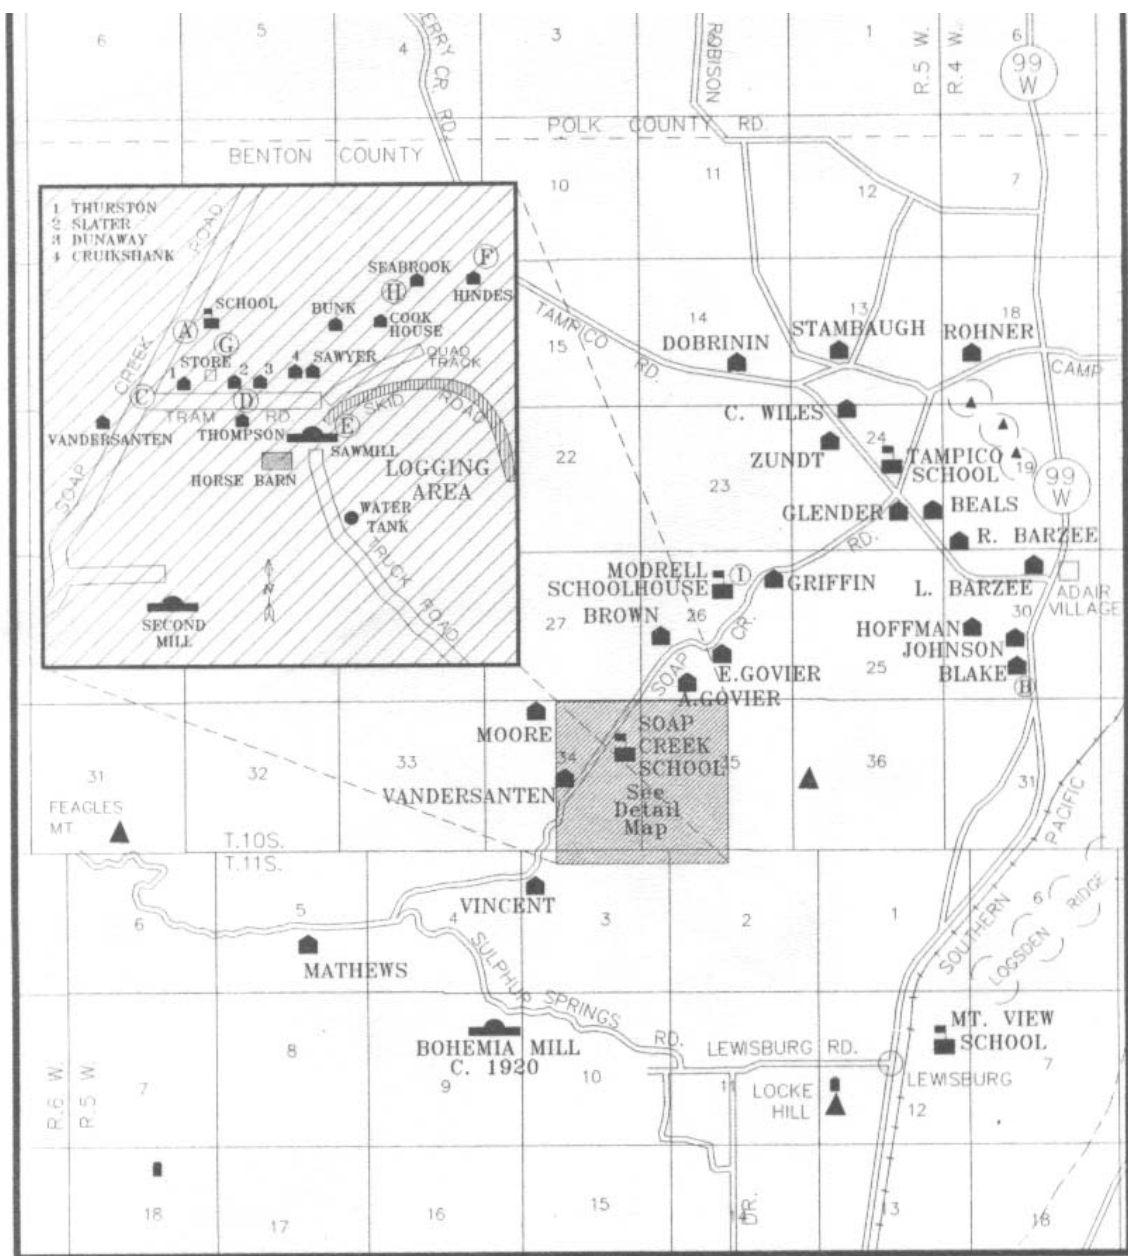 6
5
4
3
1
R.5 W.
R.4 W.
6
99
W
ERRY CR. RD.
ROBISON
POLK COUNTY RD.
BENTON COUNTY
10
11
12
7
1 THURSTON
2 SLATER
3 DUNAWAY
4 CRUIKSHANK
SOAP CREEK ROAD
SEABROOK
F
HINDES
H
SCHOOL
A
G
BUNK
COOK
HOUSE
STORE
1
2
3
4
SAWYER
QUAD
TRACK
C
D
TRAM RD
SKID ROAD
E
VANDERSANTEN
THOMPSON
SAWMILL
HORSE BARN
LOGGING
AREA
WATER
TANK
TRUCK ROAD
N
SECOND
MILL
TAMPICO RD.
15
14
13
18
DOBRININ
STAMBAUGH
ROHNER
CAMP
C. WILES
ZUNDT
24
TAMPICO
SCHOOL
19
99
W
22
23
GLENDER
BEALS
R. BARZEE
L. BARZEE
ADAIR
VILLAGE
MODRELL
SCHOOLHOUSE
I
GRIFFIN
SOAP CR. RD.
27
BROWN
26
E.GOVIER
A.GOVIER
25
30
HOFFMAN
JOHNSON
BLAKE
B
MOORE
SOAP
CREEK
SCHOOL
See
Detail
Map
31
32
33
34
35
36
31
VANDERSANTEN
FEAGLES
MT.
T.10S.
T.11S.
SOUTHERN PACIFIC
LOGSDEN RIDGE
VINCENT
6
5
4
3
2
1
6
MATHEWS
SULPHUR SPRINGS RD.
BOHEMIA MILL
C. 1920
LEWISBURG RD.
LEWISBURG
MT. VIEW
SCHOOL
LOCKE
HILL
R.6 W.
R.5 W.
7
8
9
10
11
12
7
18
17
16
15
14
DR.
13
18